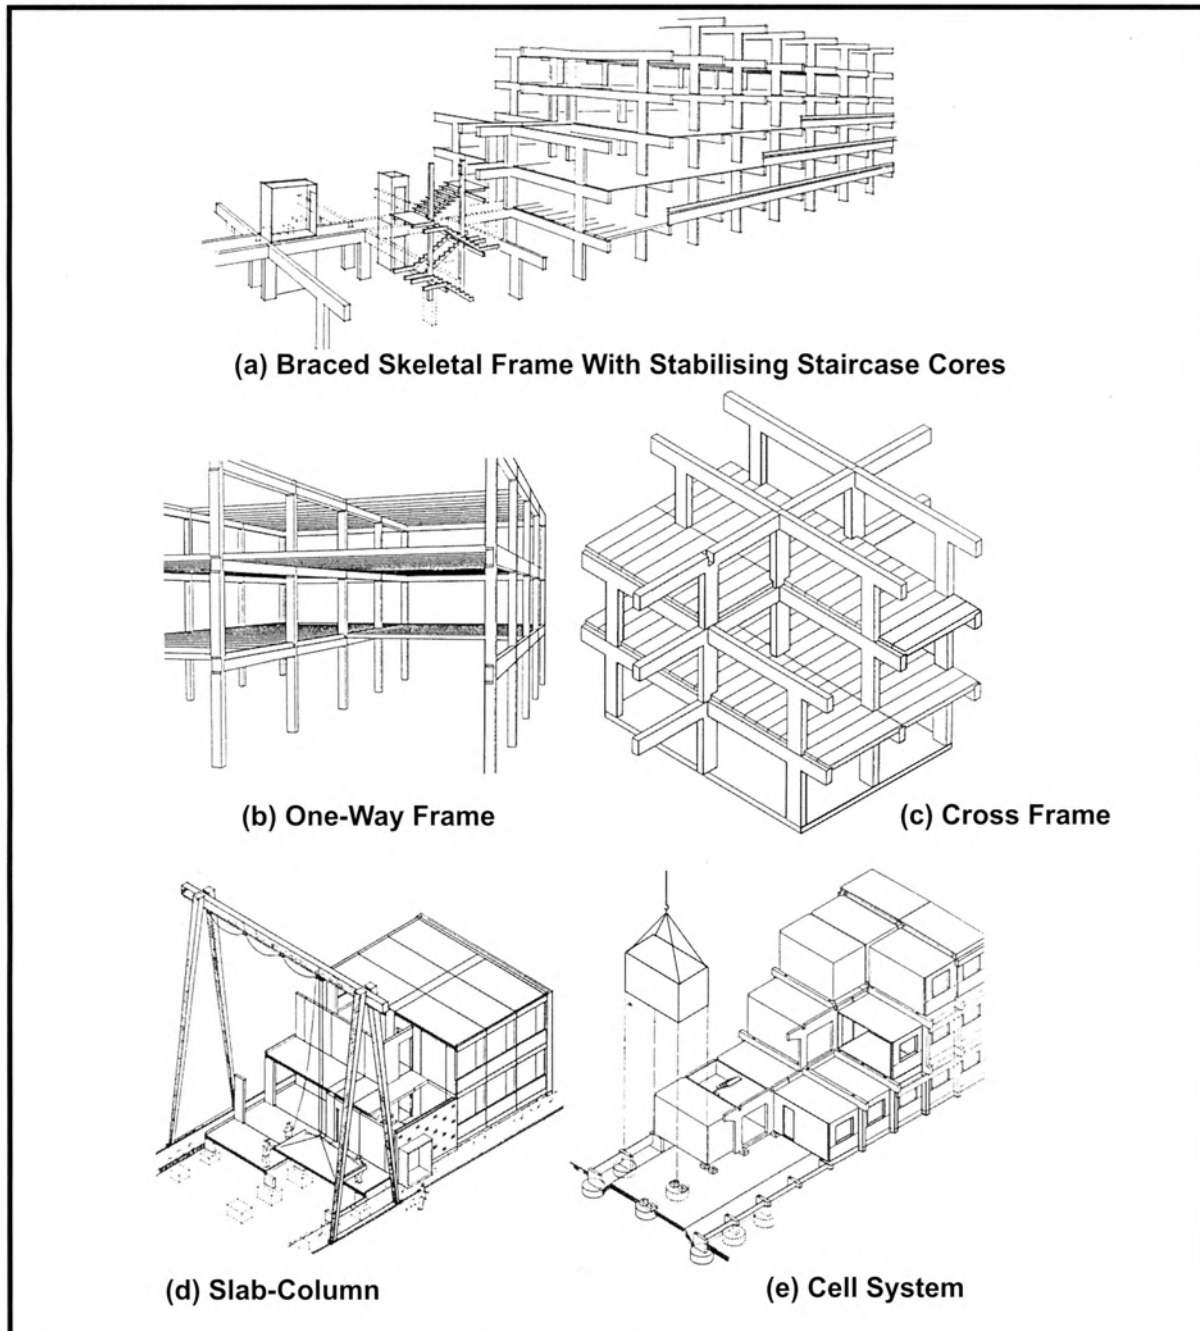 (a) Braced Skeletal Frame With Stabilising Staircase Cores
(b) One-Way Frame
(c) Cross Frame
(d) Slab-Column
(e) Cell System